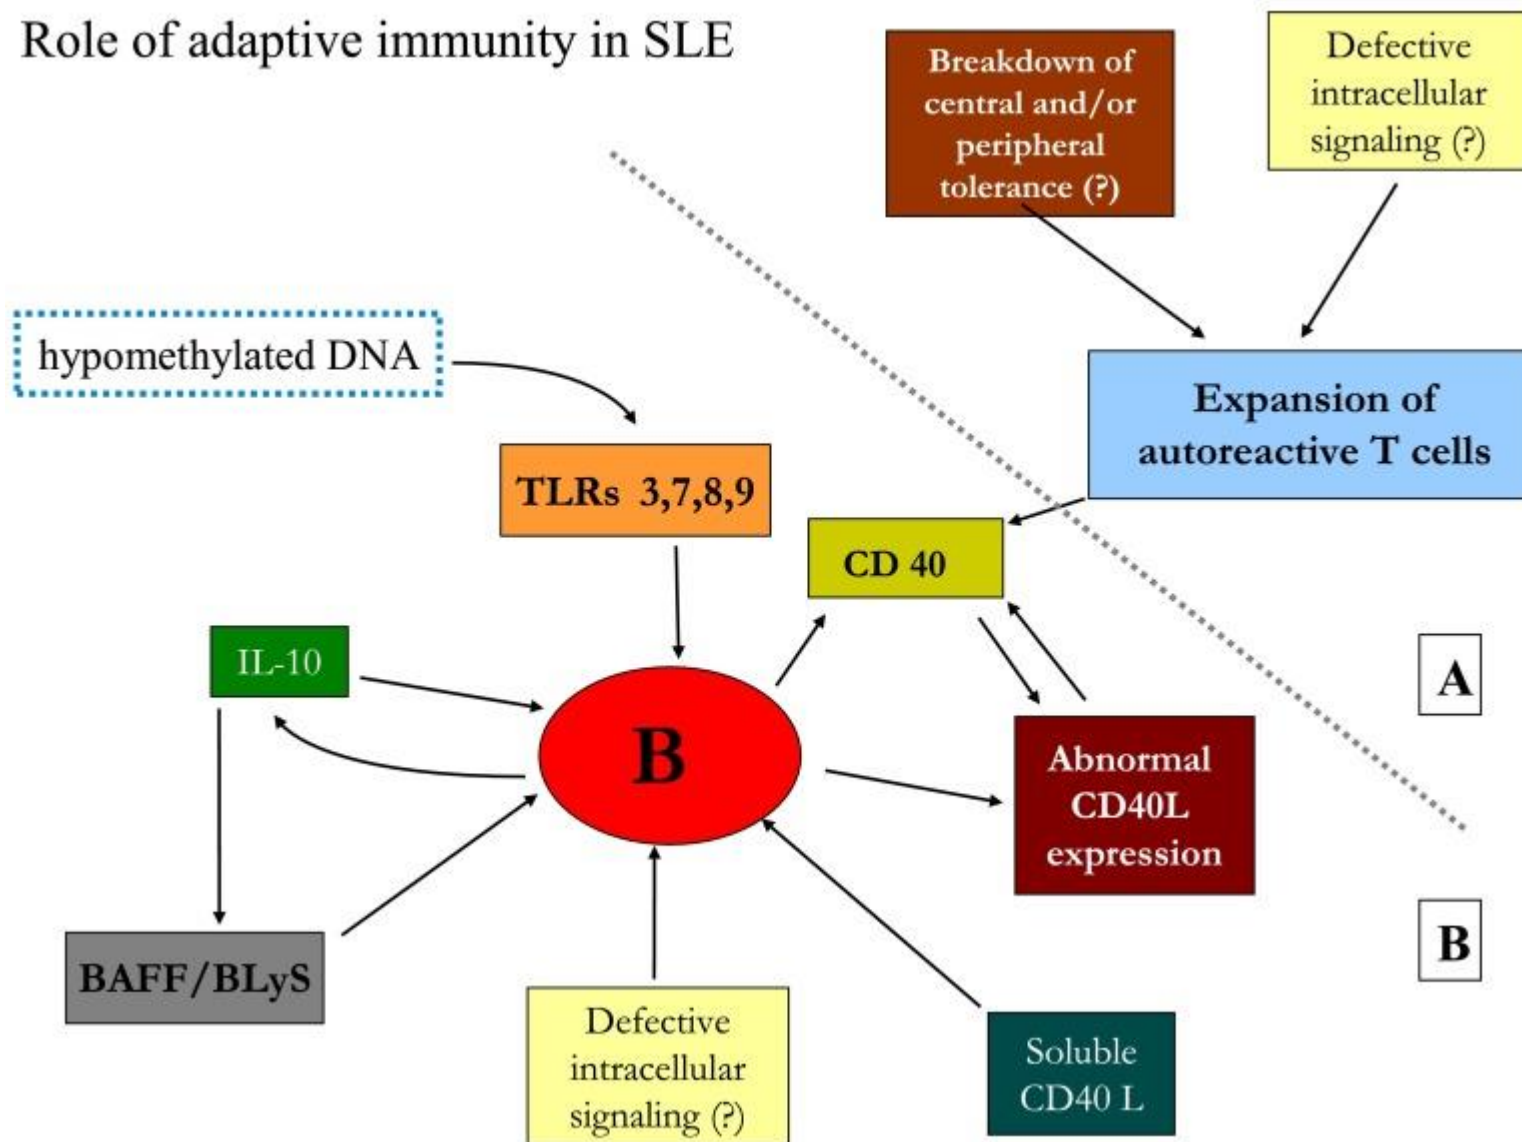 Role of adaptive immunity in SLE
Breakdown of
central and/or
peripheral
tolerance (?)
Defective
intracellular
signaling (?)
hypomethylated DNA
Expansion of
autoreactive T cells
TLRs 3,7,8,9
CD 40
IL-10
B
Abnormal
CD40L
expression
A
B
BAFF/BLyS
Defective
intracellular
signaling (?)
Soluble
CD40 L